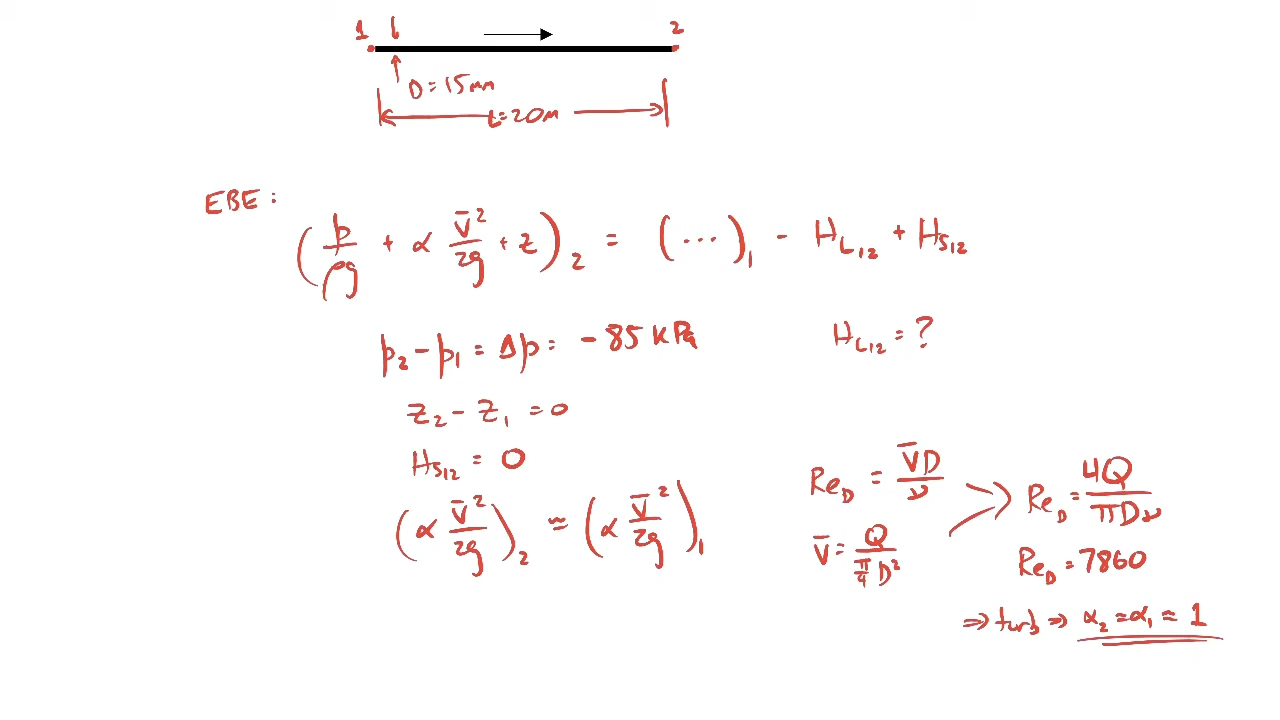 1 2
D = 15mm
L = 20m
EBE :
(p/ρg + α V̄²/2g + z)₂ = (⋯)₁ - H_L12 + H_S12
p₂ - p₁ = Δp = -85 kPa
H_L12 = ?
z₂ - z₁ = 0
H_S12 = 0
(α V̄²/2g)₂ ≈ (α V̄²/2g)₁
Re_D = V̄D/ν
V̄ = Q/(π/4 D²)
Re_D = 4Q/πDν
Re_D = 7860
⇒ turb ⇒ α₂ = α₁ ≈ 1